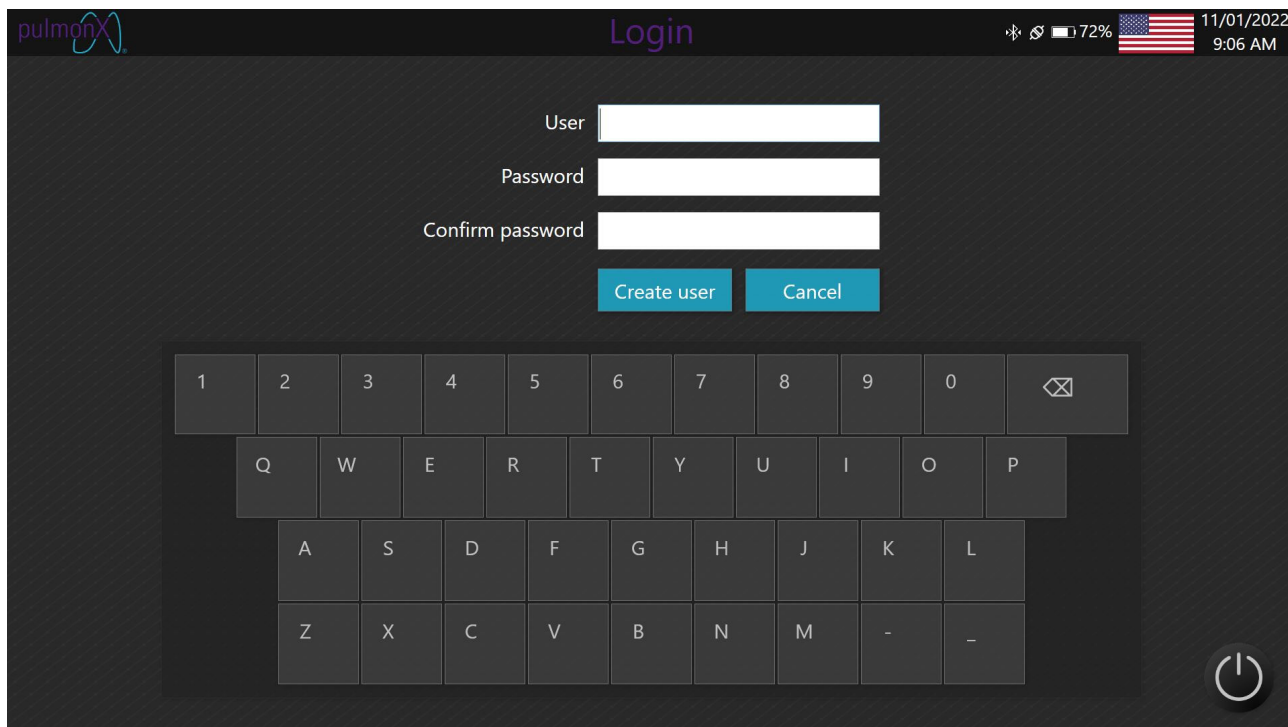 pulmonX
Login
72%
11/01/2022
9:06 AM
User
Password
Confirm password
Create user
Cancel
1 2 3 4 5 6 7 8 9 0
Q W E R T Y U I O P
A S D F G H J K L
Z X C V B N M - _